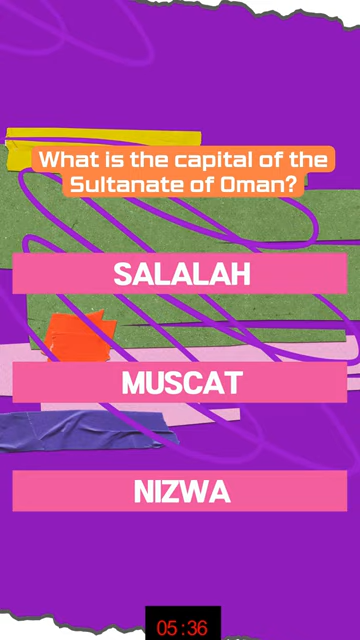 What is the capital of the
Sultanate of Oman?
SALALAH
MUSCAT
NIZWA
05:36